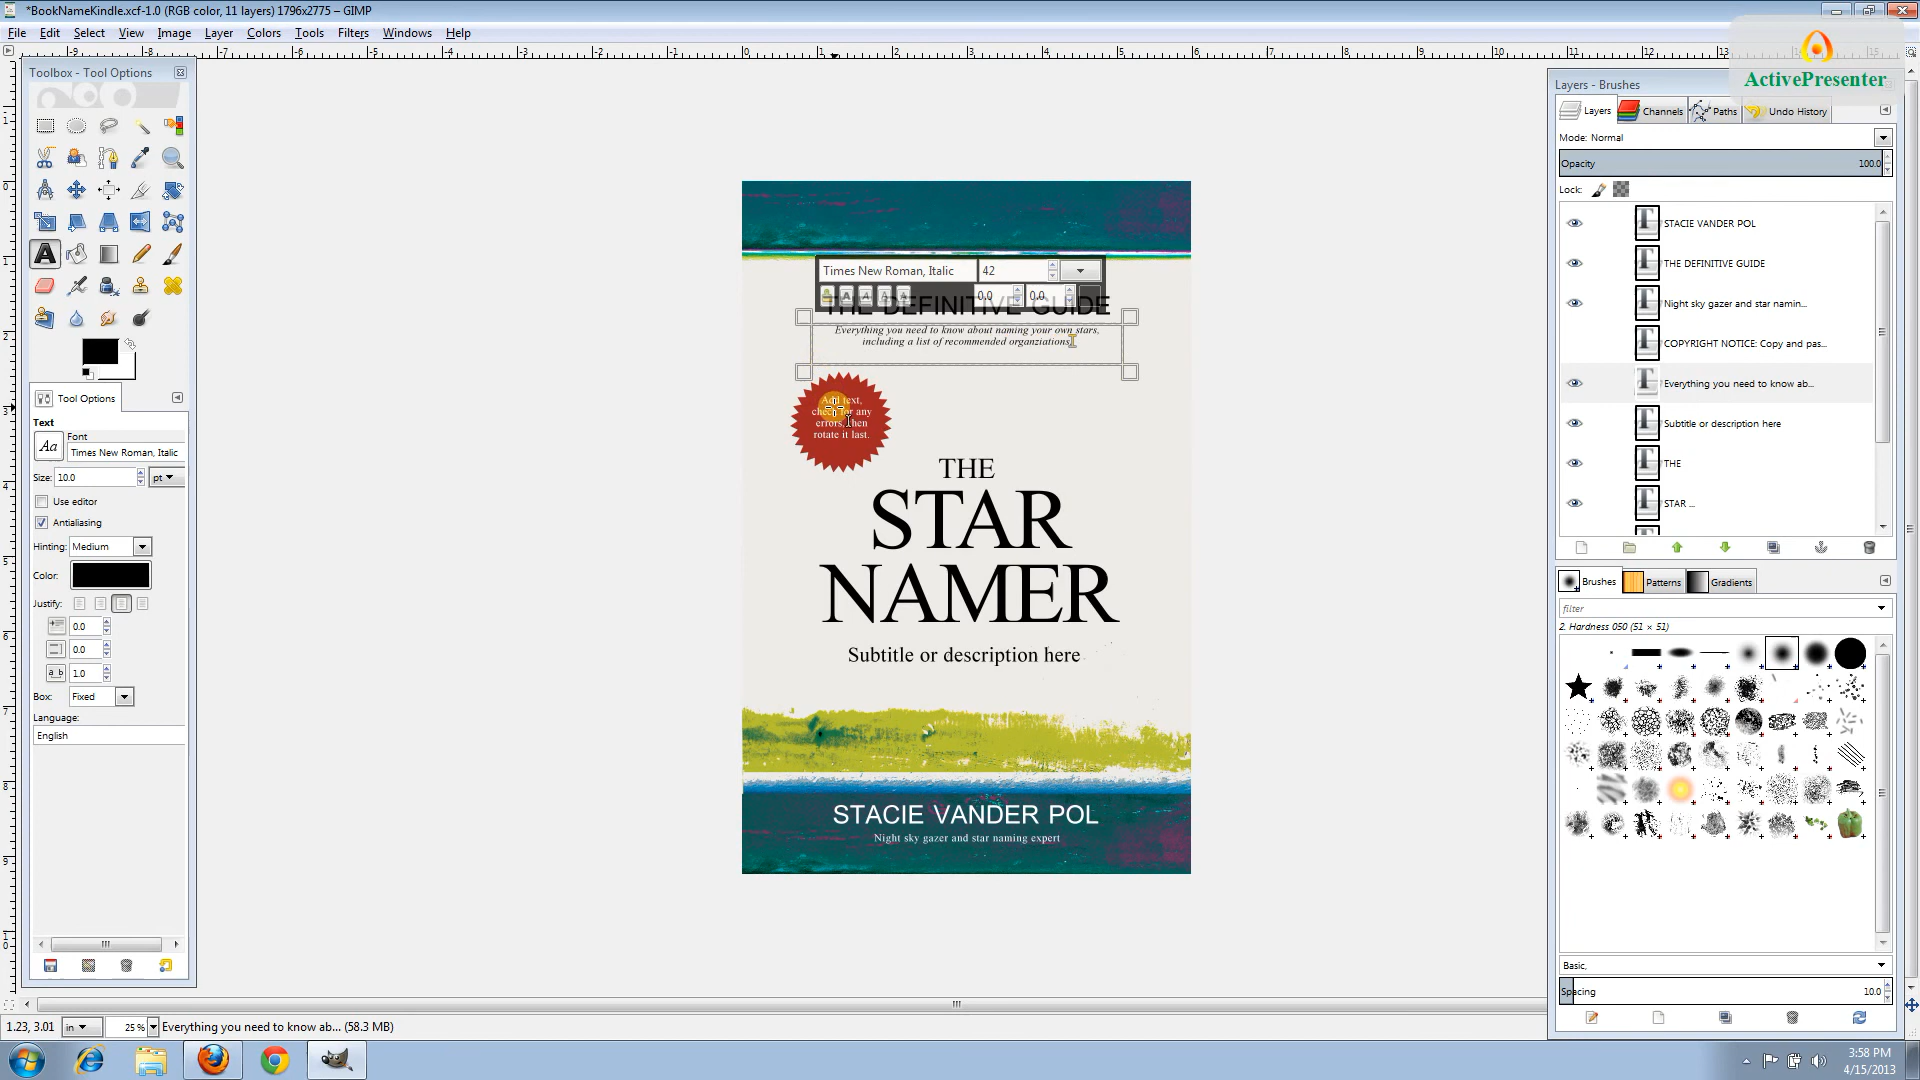 *BookNameKindle.xcf-1.0 (RGB color, 11 layers) 1796x2775 – GIMP
File Edit Select View Image Layer Colors Tools Filters Windows Help
ActivePresenter
Toolbox - Tool Options
Tool Options
Text
Font
Aa
Times New Roman, Italic
Size: 10.0 pt
Use editor
Antialiasing
Hinting: Medium
Color:
Justify:
0.0
0.0
1.0
Box: Fixed
Language:
English
Times New Roman, Italic 42
0.0 0.0
THE DEFINITIVE GUIDE
Everything you need to know about naming your own stars,
including a list of recommended organziations
Add text,
check for any
errors, then
rotate it last.
THE
STAR
NAMER
Subtitle or description here
STACIE VANDER POL
Night sky gazer and star naming expert
Layers - Brushes
Layers Channels Paths Undo History
Mode: Normal
Opacity 100.0
Lock:
STACIE VANDER POL
THE DEFINITIVE GUIDE
Night sky gazer and star namin...
COPYRIGHT NOTICE: Copy and pas...
Everything you need to know ab...
Subtitle or description here
THE
STAR ...
Brushes Patterns Gradients
filter
2. Hardness 050 (51 × 51)
Basic,
Spacing 10.0
1.23, 3.01 in 25 % Everything you need to know ab... (58.3 MB)
3:58 PM
4/15/2013